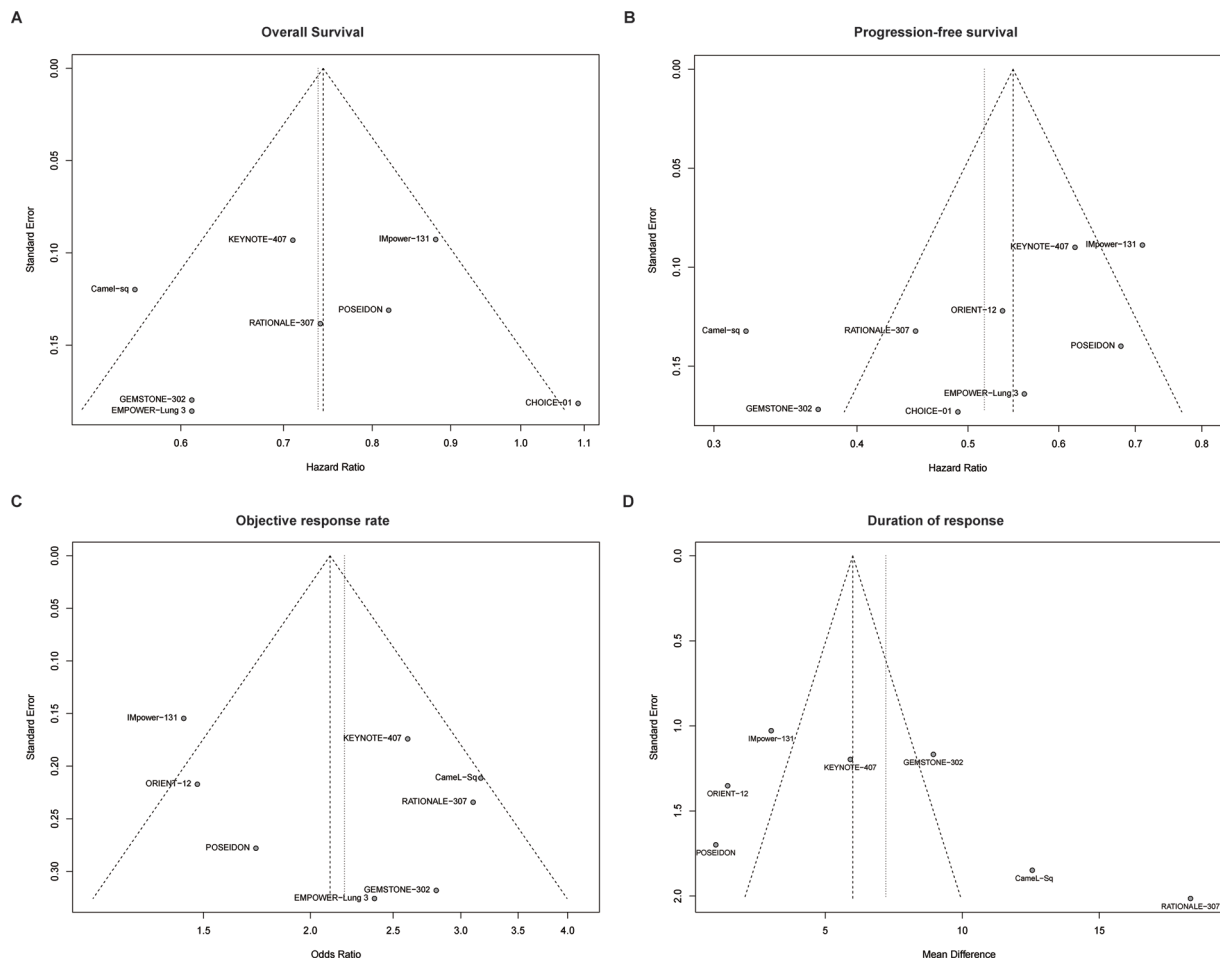 A
Overall Survival
Standard Error
0.00
0.05
0.10
0.15
KEYNOTE−407
IMpower−131
Camel−sq
POSEIDON
RATIONALE−307
GEMSTONE−302
EMPOWER−Lung 3
CHOICE−01
0.6
0.7
0.8
0.9
1.0
1.1
Hazard Ratio
B
Progression-free survival
Standard Error
0.00
0.05
0.10
0.15
KEYNOTE−407
IMpower−131
ORIENT−12
Camel−sq
RATIONALE−307
POSEIDON
EMPOWER−Lung 3
GEMSTONE−302
CHOICE−01
0.3
0.4
0.5
0.6
0.7
0.8
Hazard Ratio
C
Objective response rate
Standard Error
0.00
0.05
0.10
0.15
0.20
0.25
0.30
IMpower−131
KEYNOTE−407
CameL−Sq
ORIENT−12
RATIONALE−307
POSEIDON
GEMSTONE−302
EMPOWER−Lung 3
1.5
2.0
2.5
3.0
4.0
Odds Ratio
D
Duration of response
Standard Error
0.0
0.5
1.0
1.5
2.0
IMpower−131
KEYNOTE−407
GEMSTONE−302
ORIENT−12
POSEIDON
CameL−Sq
RATIONALE−307
5
10
15
Mean Difference